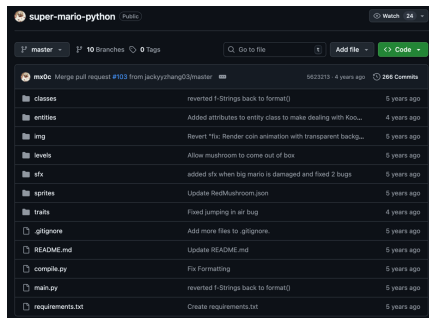 super-mario-python Public Watch 24
master 10 Branches 0 Tags Go to file t Add file Code
mx0c Merge pull request #103 from jackyyzhang03/master 5623213 · 4 years ago 266 Commits
classes reverted f-Strings back to format() 5 years ago
entities Added attributes to entity class to make dealing with Koo... 4 years ago
img Revert "fix: Render coin animation with transparent backg... 5 years ago
levels Allow mushroom to come out of box 5 years ago
sfx added sfx when big mario is damaged and fixed 2 bugs 5 years ago
sprites Update RedMushroom.json 5 years ago
traits Fixed jumping in air bug 4 years ago
.gitignore Add more files to .gitignore. 5 years ago
README.md Update README.md 5 years ago
compile.py Fix Formatting 5 years ago
main.py reverted f-Strings back to format() 5 years ago
requirements.txt Create requirements.txt 5 years ago